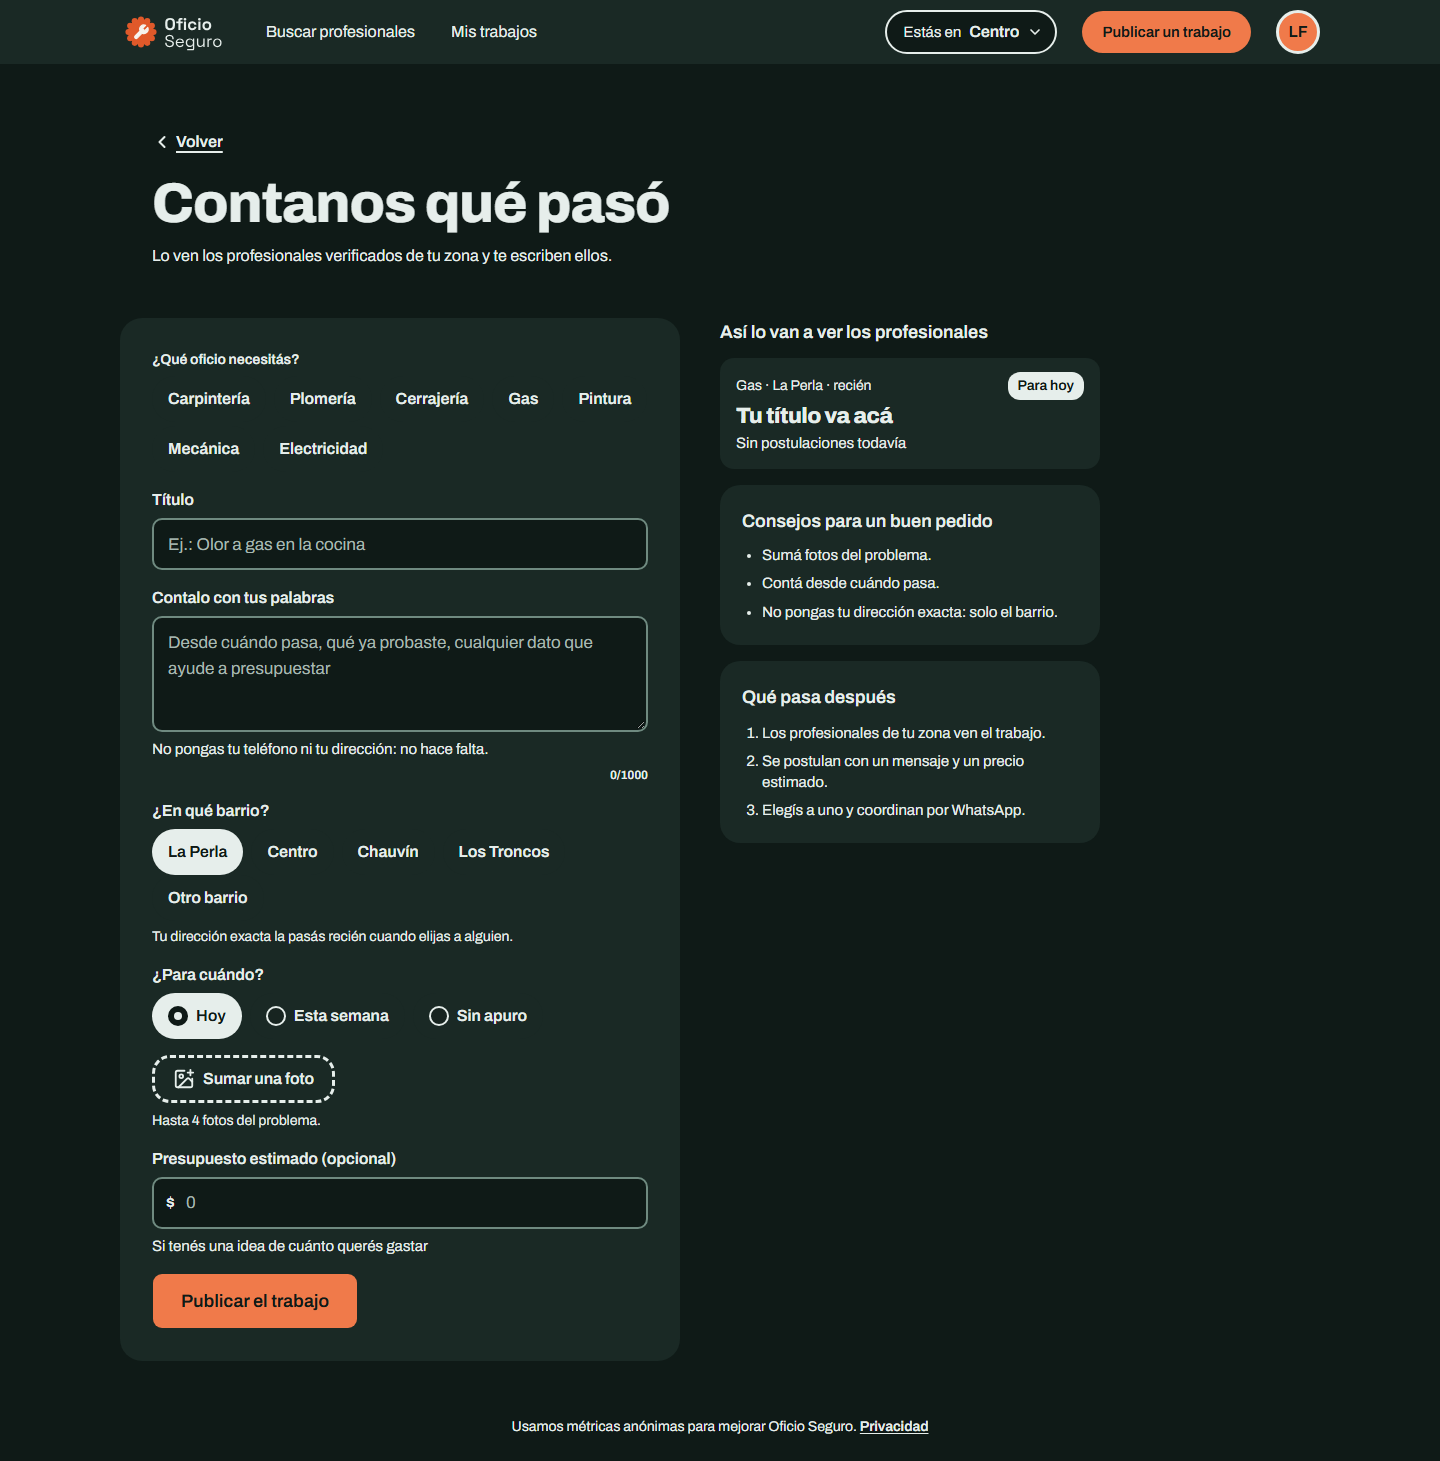 Oficio
Seguro
Buscar profesionales
Mis trabajos
Estás en Centro
Publicar un trabajo
LF
Volver
Contanos qué pasó
Lo ven los profesionales verificados de tu zona y te escriben ellos.
¿Qué oficio necesitás?
Carpintería Plomería Cerrajería Gas Pintura
Mecánica Electricidad
Título
Ej.: Olor a gas en la cocina
Contalo con tus palabras
Desde cuándo pasa, qué ya probaste, cualquier dato que
ayude a presupuestar
No pongas tu teléfono ni tu dirección: no hace falta.
0/1000
¿En qué barrio?
La Perla Centro Chauvín Los Troncos
Otro barrio
Tu dirección exacta la pasás recién cuando elijas a alguien.
¿Para cuándo?
Hoy Esta semana Sin apuro
Sumar una foto
Hasta 4 fotos del problema.
Presupuesto estimado (opcional)
$ 0
Si tenés una idea de cuánto querés gastar
Publicar el trabajo
Así lo van a ver los profesionales
Gas · La Perla · recién
Para hoy
Tu título va acá
Sin postulaciones todavía
Consejos para un buen pedido
• Sumá fotos del problema.
• Contá desde cuándo pasa.
• No pongas tu dirección exacta: solo el barrio.
Qué pasa después
1. Los profesionales de tu zona ven el trabajo.
2. Se postulan con un mensaje y un precio
estimado.
3. Elegís a uno y coordinan por WhatsApp.
Usamos métricas anónimas para mejorar Oficio Seguro. Privacidad